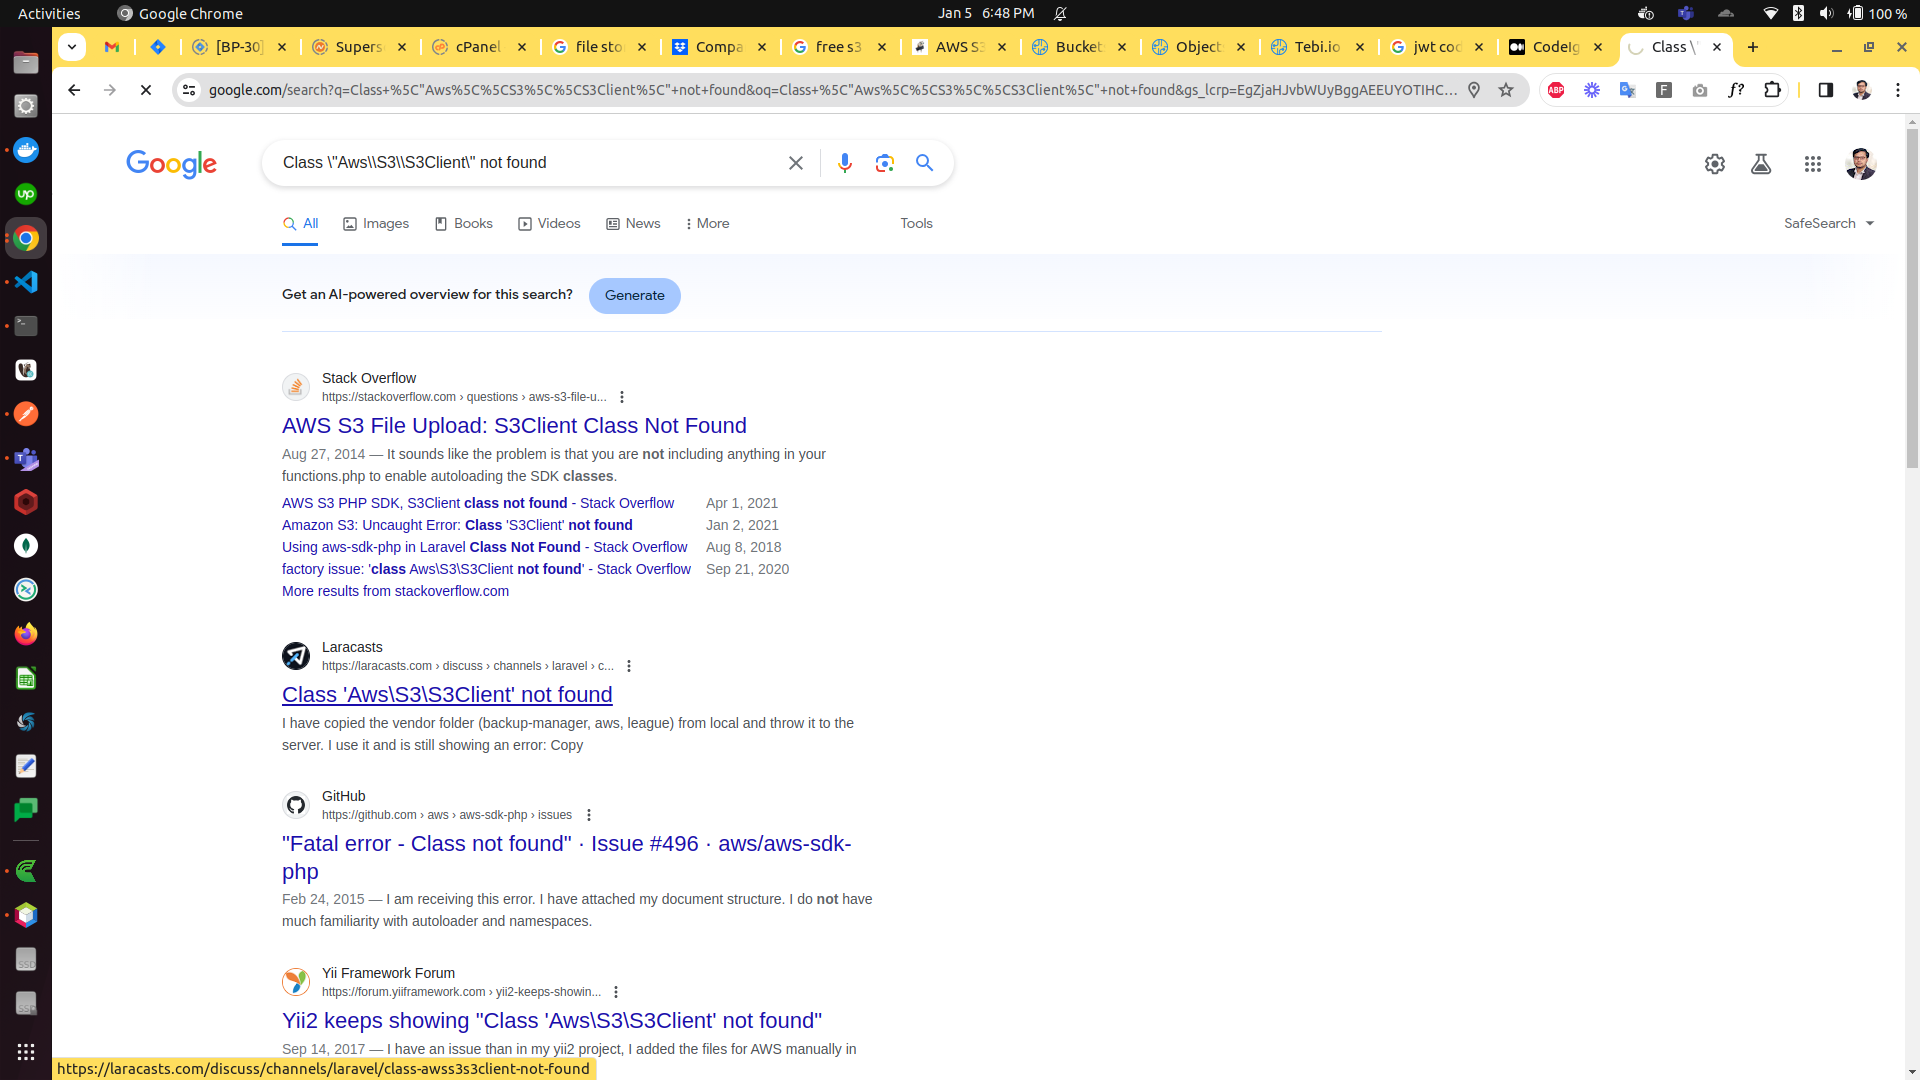 Activities
Google Chrome
Jan 5 6:48 PM
100 %
[BP-30]
Supers
cPanel
file sto
Compa
free s3
AWS S3
Bucket
Object
Tebi.io
jwt cod
CodeIg
Class \"
google.com/search?q=Class+%5C"Aws%5C%5CS3%5C%5CS3Client%5C"+not+found&oq=Class+%5C"Aws%5C%5CS3%5C%5CS3Client%5C"+not+found&gs_lcrp=EgZjaHJvbWUyBggAEEUYOTIHC...
ABP
F
f?
Google
Class \"Aws\\S3\\S3Client\" not found
All
Images
Books
Videos
News
More
Tools
SafeSearch
Get an AI-powered overview for this search?
Generate
Stack Overflow
https://stackoverflow.com › questions › aws-s3-file-u...
AWS S3 File Upload: S3Client Class Not Found
Aug 27, 2014 — It sounds like the problem is that you are not including anything in your
functions.php to enable autoloading the SDK classes.
AWS S3 PHP SDK, S3Client class not found - Stack Overflow Apr 1, 2021
Amazon S3: Uncaught Error: Class 'S3Client' not found Jan 2, 2021
Using aws-sdk-php in Laravel Class Not Found - Stack Overflow Aug 8, 2018
factory issue: 'class Aws\S3\S3Client not found' - Stack Overflow Sep 21, 2020
More results from stackoverflow.com
Laracasts
https://laracasts.com › discuss › channels › laravel › c...
Class 'Aws\S3\S3Client' not found
I have copied the vendor folder (backup-manager, aws, league) from local and throw it to the
server. I use it and is still showing an error: Copy
GitHub
https://github.com › aws › aws-sdk-php › issues
"Fatal error - Class not found" · Issue #496 · aws/aws-sdk-
php
Feb 24, 2015 — I am receiving this error. I have attached my document structure. I do not have
much familiarity with autoloader and namespaces.
Yii Framework Forum
https://forum.yiiframework.com › yii2-keeps-showin...
Yii2 keeps showing "Class 'Aws\S3\S3Client' not found"
Sep 14, 2017 — I have an issue than in my yii2 project, I added the files for AWS manually in
https://laracasts.com/discuss/channels/laravel/class-awss3s3client-not-found